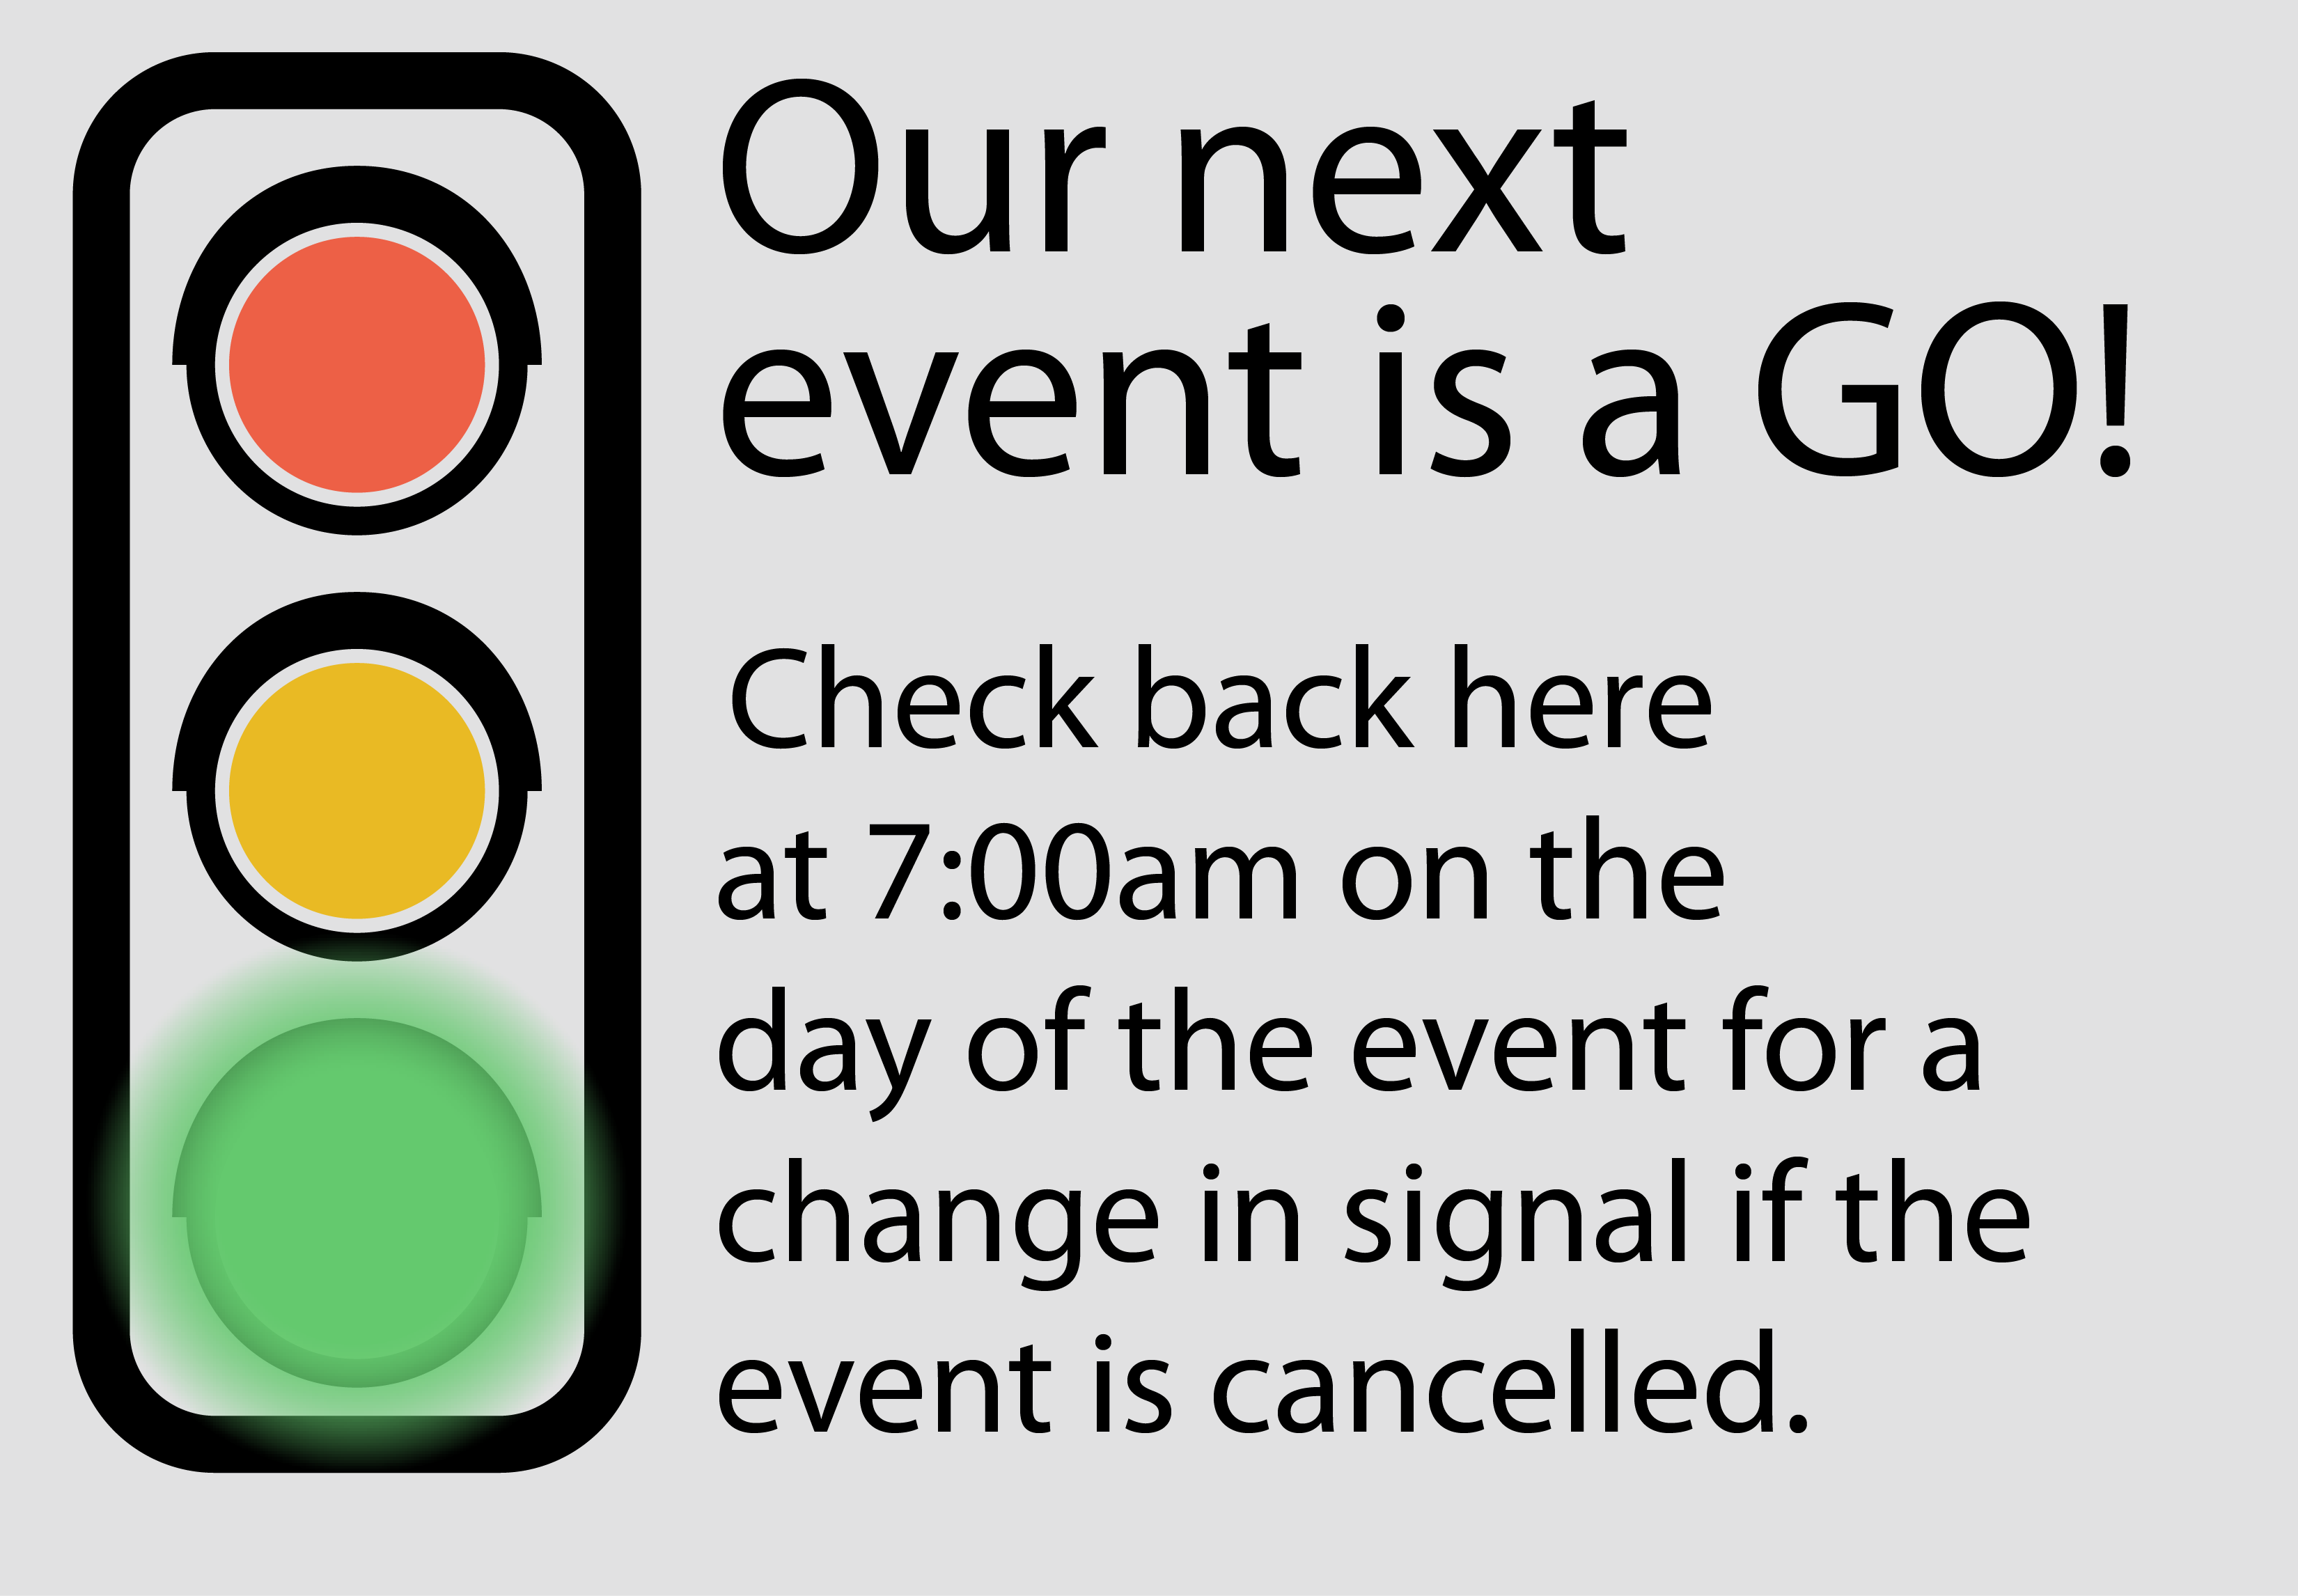 Our next
event is a GO!
Check back here
at 7:00am on the
day of the event for a
change in signal if the
event is cancelled.